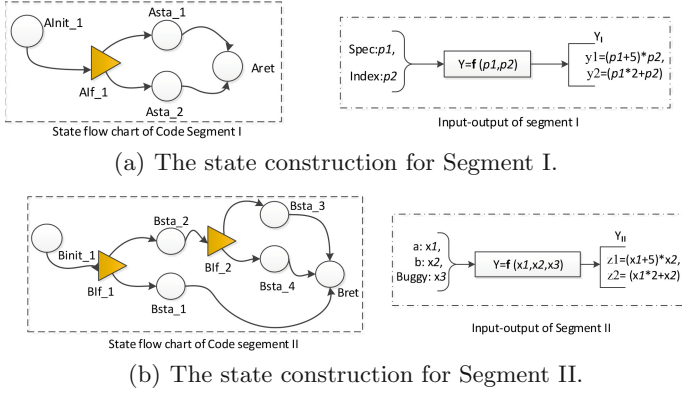 AInit_1
Asta_1
Aret
AIf_1
Asta_2
State flow chart of Code Segment I
Spec:p1,
Index:p2
Y=f (p1,p2)
Y_I
y1=(p1+5)*p2,
y2=(p1*2+p2)
Input-output of segment I
(a) The state construction for Segment I.
Binit_1
BIf_1
Bsta_2
BIf_2
Bsta_3
Bsta_4
Bsta_1
Bret
State flow chart of Code segement II
a: x1,
b: x2,
Buggy: x3
Y=f (x1,x2,x3)
Y_II
z1=(x1+5)*x2,
z2= (x1*2+x2)
Input-output of Segment II
(b) The state construction for Segment II.